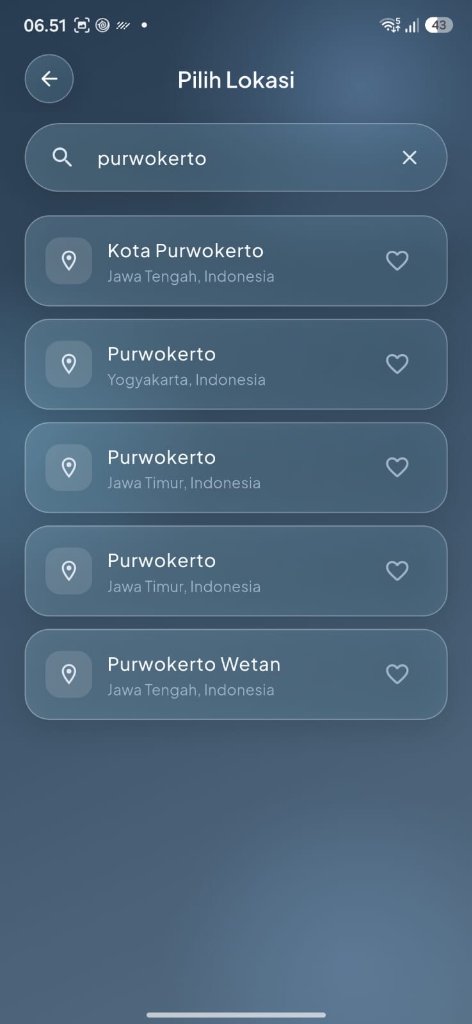 06.51
43
Pilih Lokasi
purwokerto
Kota Purwokerto
Jawa Tengah, Indonesia
Purwokerto
Yogyakarta, Indonesia
Purwokerto
Jawa Timur, Indonesia
Purwokerto
Jawa Timur, Indonesia
Purwokerto Wetan
Jawa Tengah, Indonesia